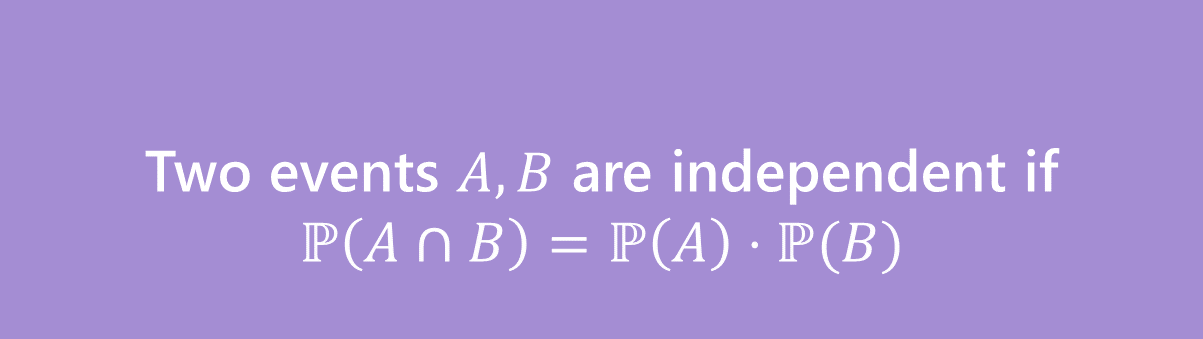 Two events 𝐴, 𝐵 are independent if
ℙ(𝐴 ∩ 𝐵) = ℙ(𝐴) · ℙ(𝐵)